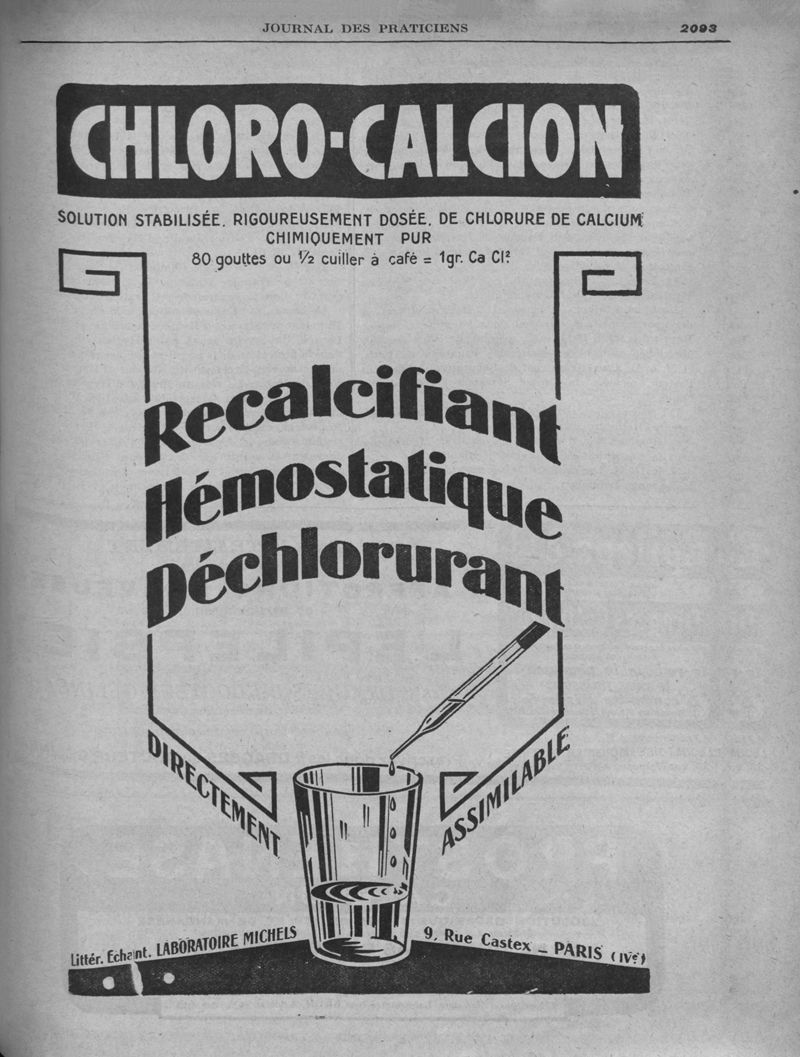 JOURNAL DES PRATICIENS 2093
CHLORO-CALCION
SOLUTION STABILISÉE, RIGOUREUSEMENT DOSÉE, DE CHLORURE DE CALCIUM
CHIMIQUEMENT PUR
80 gouttes ou 1/2 cuiller à café = 1gr. Ca Cl²
Recalcifiant
Hémostatique
Déchlorurant
DIRECTEMENT ASSIMILABLE
Littér. Échant. LABORATOIRE MICHELS 9, Rue Castex _ PARIS (IVe)